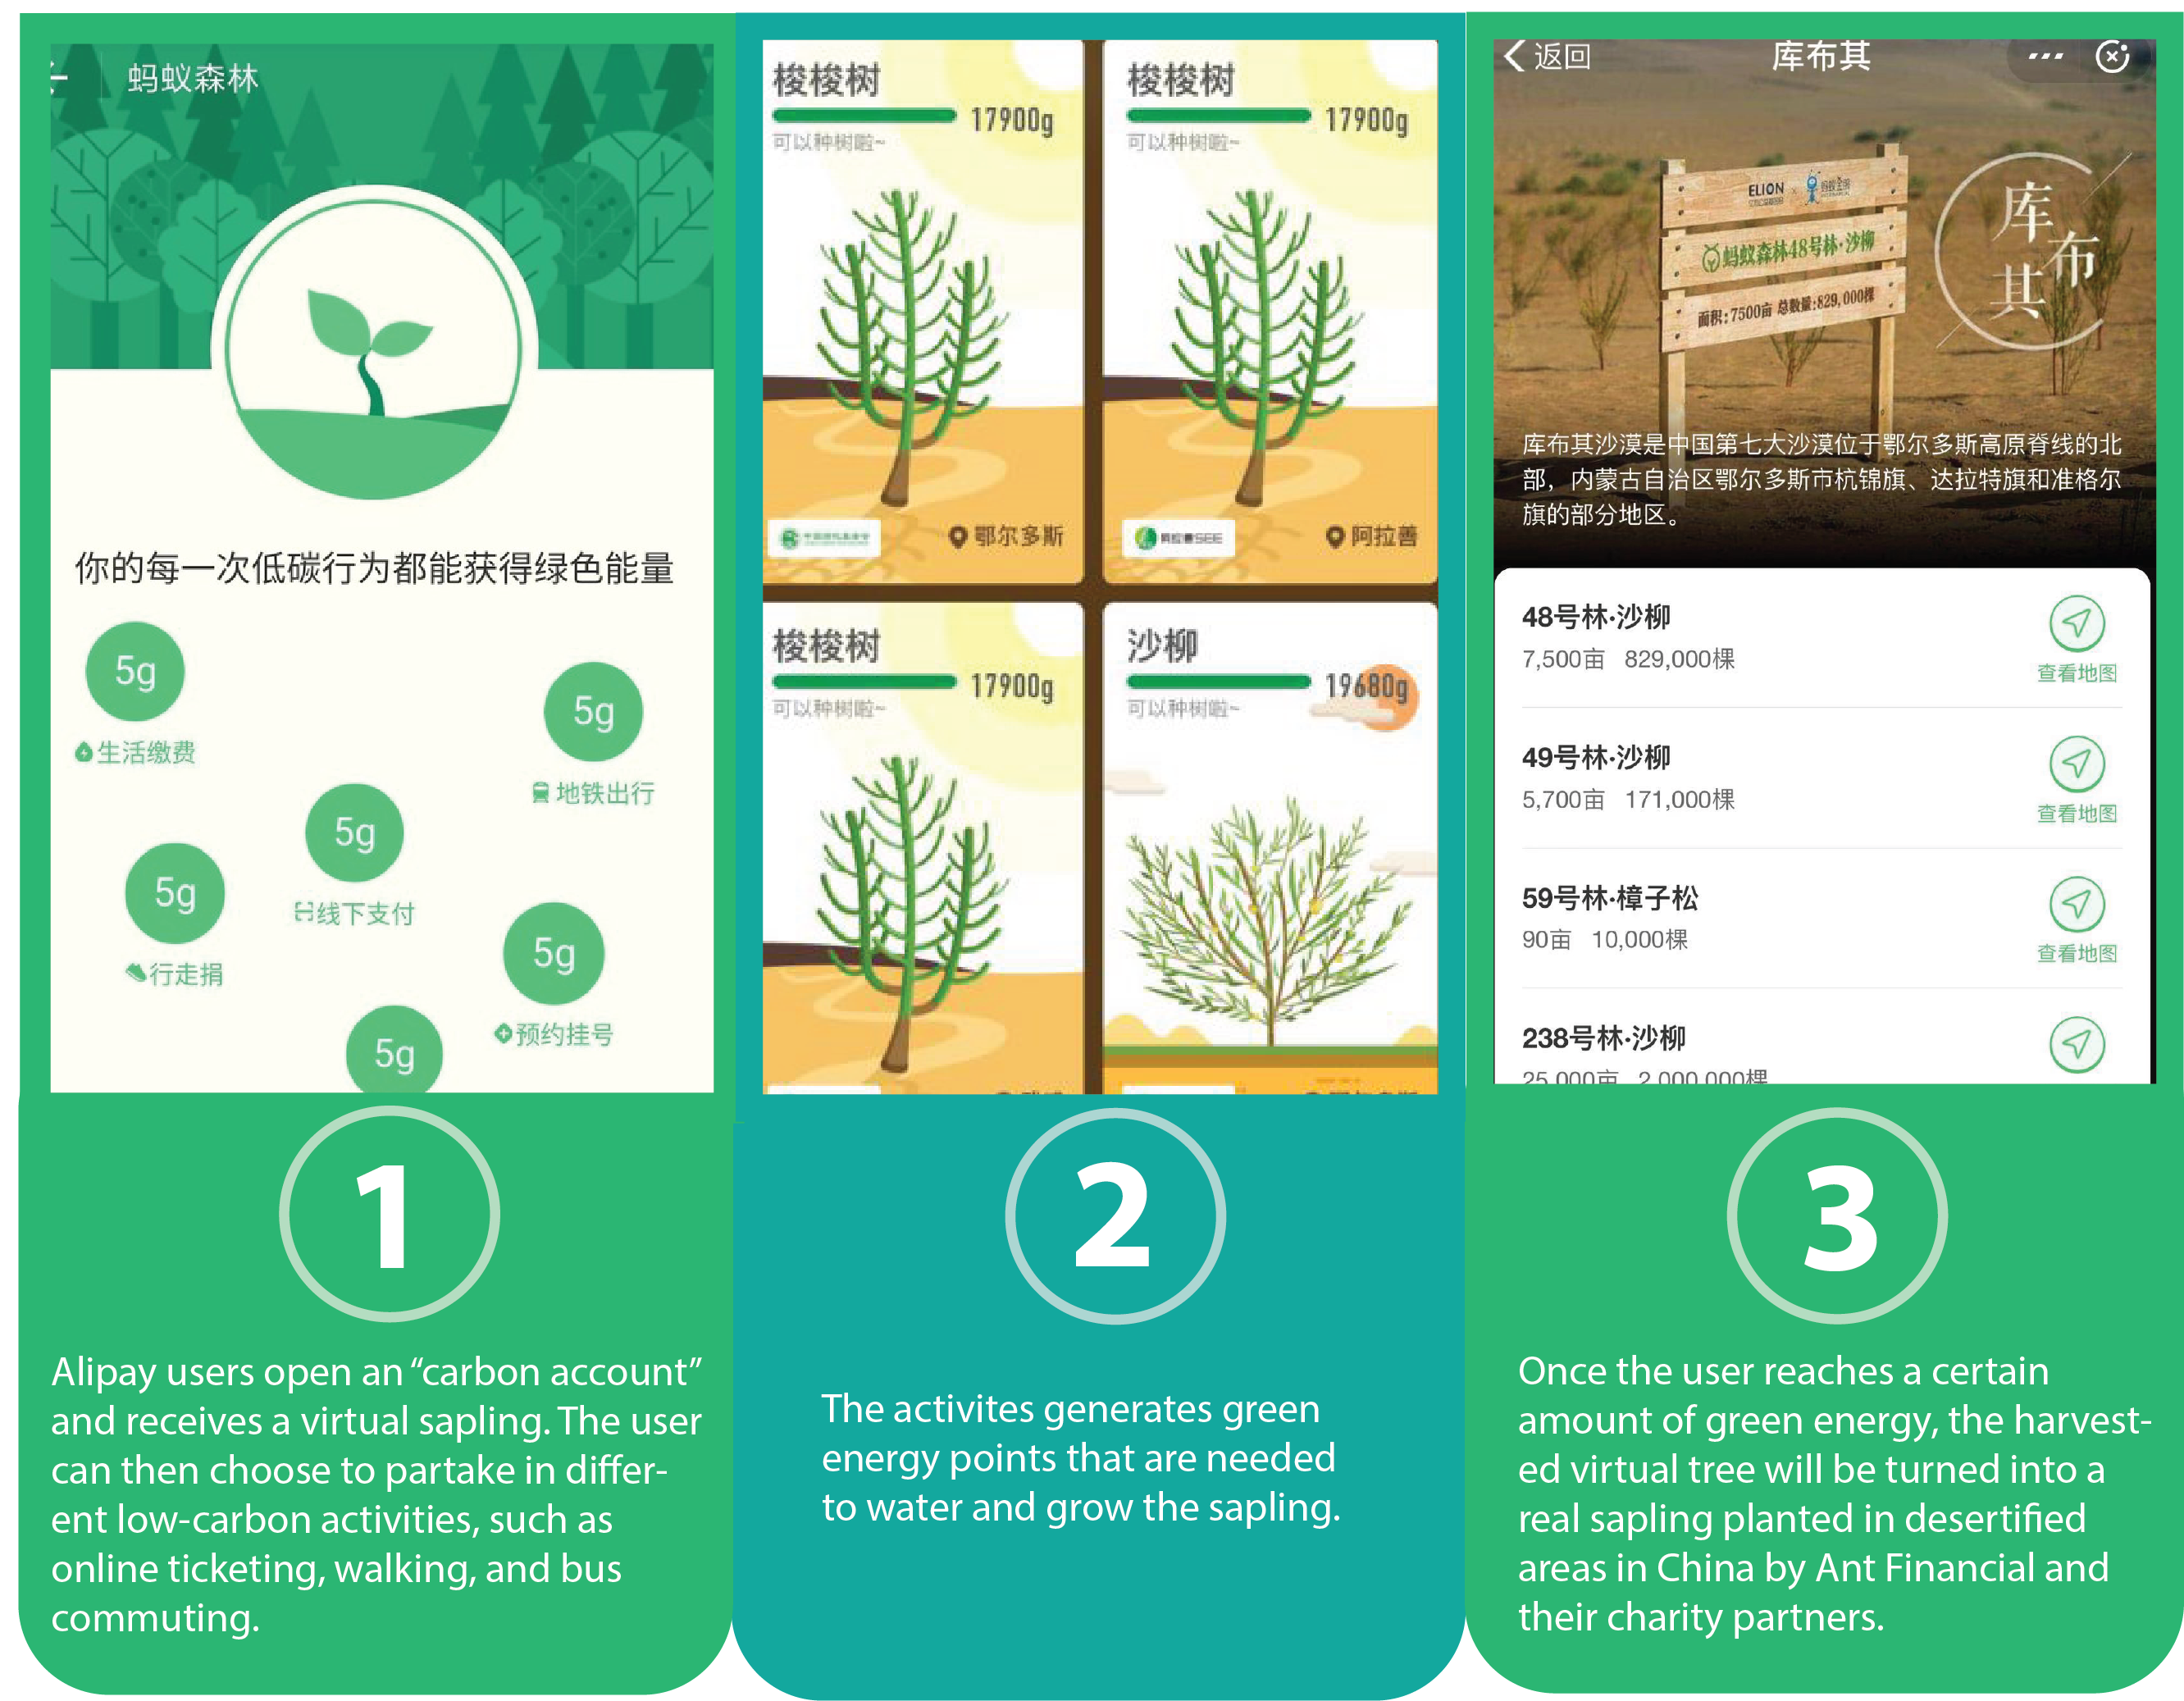 蚂蚁森林
你的每一次低碳行为都能获得绿色能量
5g
生活缴费
5g
地铁出行
5g
线下支付
5g
行走捐
5g
预约挂号
5g
1
Alipay users open an “carbon account”
and receives a virtual sapling. The user
can then choose to partake in differ-
ent low-carbon activities, such as
online ticketing, walking, and bus
commuting.
梭梭树
17900g
可以种树啦~
鄂尔多斯
梭梭树
17900g
可以种树啦~
阿拉善SEE
阿拉善
梭梭树
17900g
可以种树啦~
沙柳
19680g
可以种树啦~
2
The activites generates green
energy points that are needed
to water and grow the sapling.
返回
库布其
ELION
蚂蚁森林48号林·沙柳
面积:7500亩 总数量:829,000棵
库布其
库布其沙漠是中国第七大沙漠位于鄂尔多斯高原脊线的北
部，内蒙古自治区鄂尔多斯市杭锦旗、达拉特旗和准格尔
旗的部分地区。
48号林·沙柳
7,500亩 829,000棵
查看地图
49号林·沙柳
5,700亩 171,000棵
查看地图
59号林·樟子松
90亩 10,000棵
查看地图
238号林·沙柳
25,000亩 2,000,000棵
3
Once the user reaches a certain
amount of green energy, the harvest-
ed virtual tree will be turned into a
real sapling planted in desertified
areas in China by Ant Financial and
their charity partners.